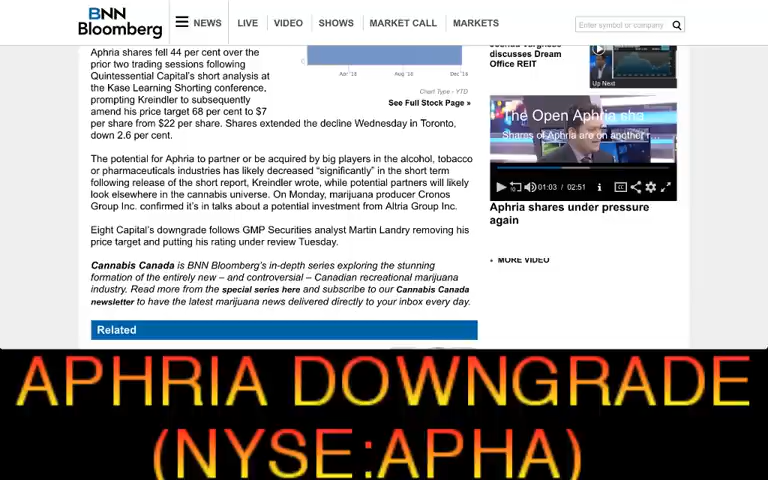 BNN
Bloomberg
NEWS
LIVE
VIDEO
SHOWS
MARKET CALL
MARKETS
Enter symbol or company
Aphria shares fell 44 per cent over the
prior two trading sessions following
Quintessential Capital's short analysis at
the Kase Learning Shorting conference,
prompting Kreindler to subsequently
amend his price target 68 per cent to $7
per share from $22 per share. Shares extended the decline Wednesday in Toronto,
down 2.6 per cent.
Apr '18
Aug '18
Dec '18
Chart Type - YTD
See Full Stock Page »
The potential for Aphria to partner or be acquired by big players in the alcohol, tobacco
or pharmaceuticals industries has likely decreased “significantly” in the short term
following release of the short report, Kreindler wrote, while potential partners will likely
look elsewhere in the cannabis universe. On Monday, marijuana producer Cronos
Group Inc. confirmed it's in talks about a potential investment from Altria Group Inc.
Eight Capital's downgrade follows GMP Securities analyst Martin Landry removing his
price target and putting his rating under review Tuesday.
Cannabis Canada is BNN Bloomberg's in-depth series exploring the stunning
formation of the entirely new – and controversial – Canadian recreational marijuana
industry. Read more from the special series here and subscribe to our Cannabis Canada
newsletter to have the latest marijuana news delivered directly to your inbox every day.
Related
discusses Dream
Office REIT
Up Next
The Open Aphria sha
Shares of Aphria are on another r
01:03 / 02:51
CC
Aphria shares under pressure
again
• MORE VIDEO
APHRIA DOWNGRADE
(NYSE:APHA)